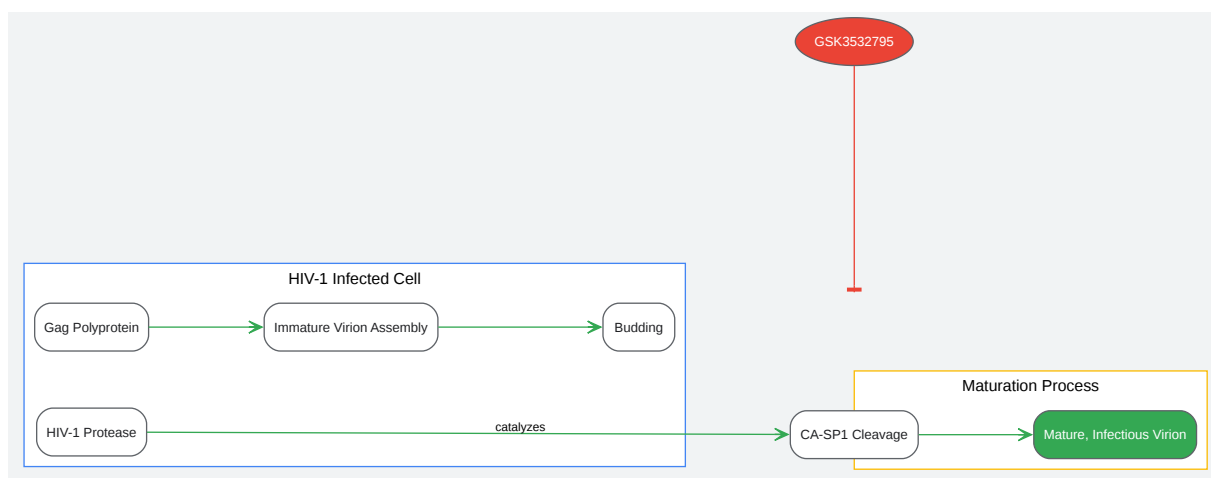 GSK3532795
HIV-1 Infected Cell
Gag Polyprotein
Immature Virion Assembly
Budding
HIV-1 Protease
catalyzes
Maturation Process
CA-SP1 Cleavage
Mature, Infectious Virion